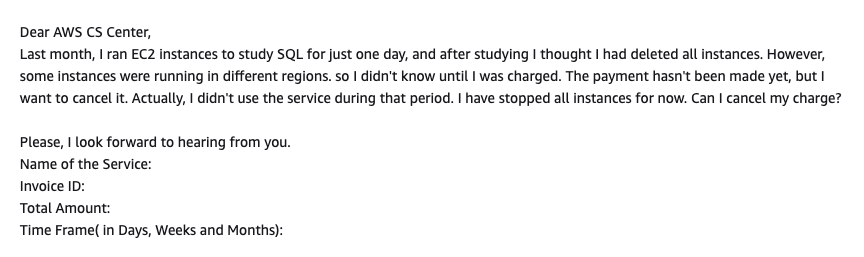 Dear AWS CS Center,
Last month, I ran EC2 instances to study SQL for just one day, and after studying I thought I had deleted all instances. However,
some instances were running in different regions. so I didn't know until I was charged. The payment hasn't been made yet, but I
want to cancel it. Actually, I didn't use the service during that period. I have stopped all instances for now. Can I cancel my charge?
Please, I look forward to hearing from you.
Name of the Service:
Invoice ID:
Total Amount:
Time Frame( in Days, Weeks and Months):